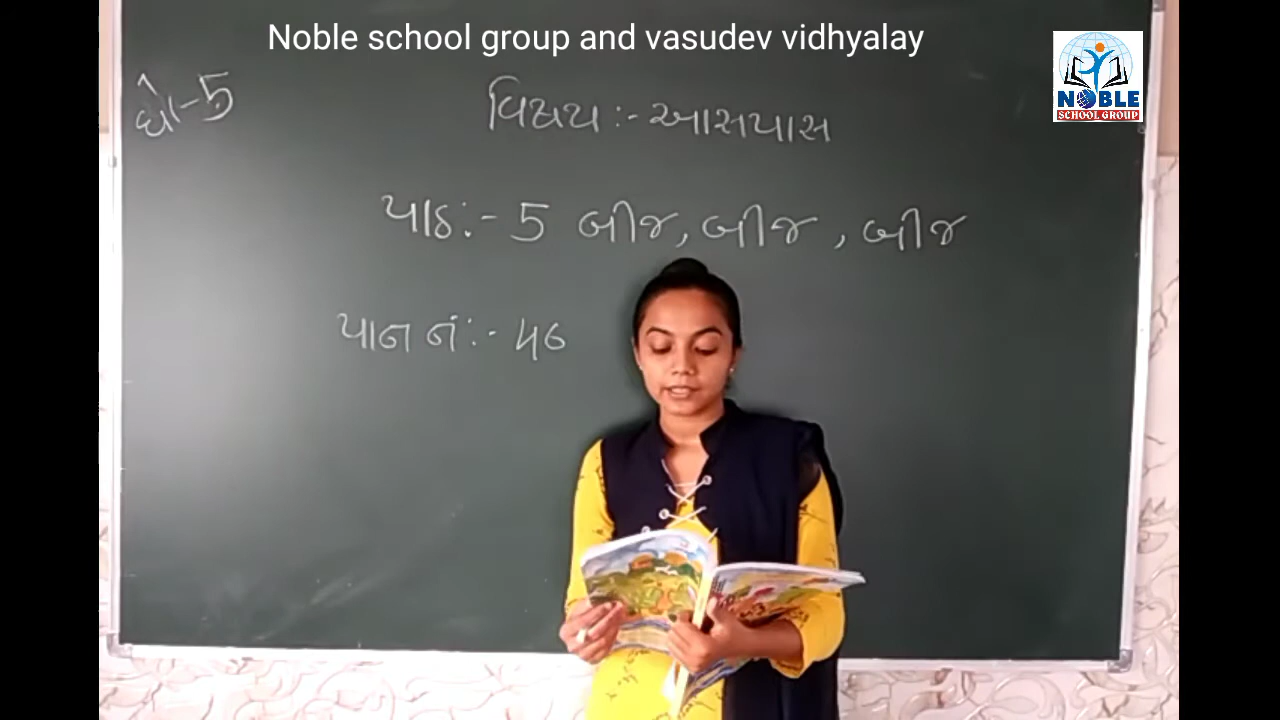 Noble school group and vasudev vidhyalay
NOBLE
SCHOOL GROUP
ધો-5
વિષય :- આસપાસ
પાઠ :- 5 બીજ, બીજ , બીજ
પાન નં :- 46